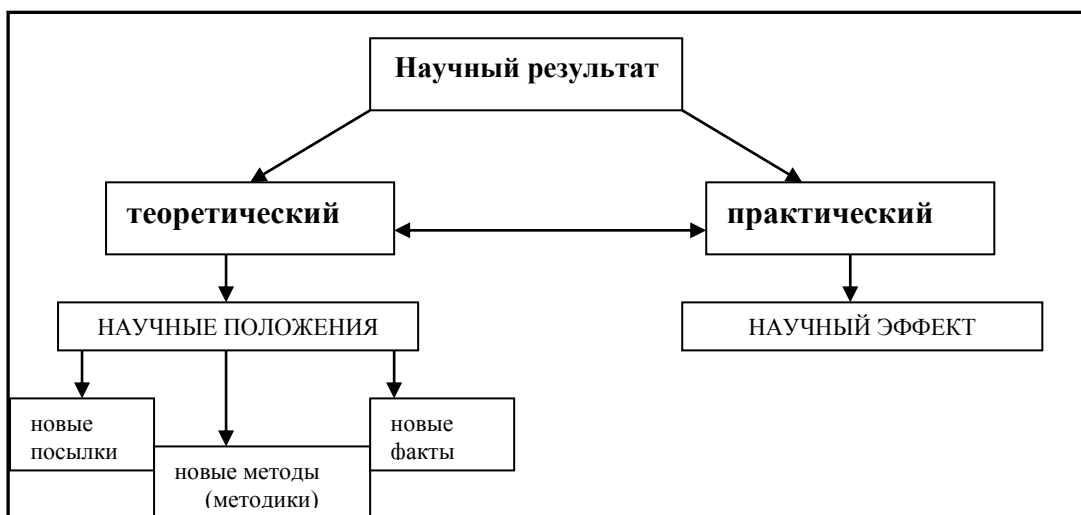 Научный результат
теоретический
практический
НАУЧНЫЕ ПОЛОЖЕНИЯ
НАУЧНЫЙ ЭФФЕКТ
новые
посылки
новые методы
(методики)
новые
факты